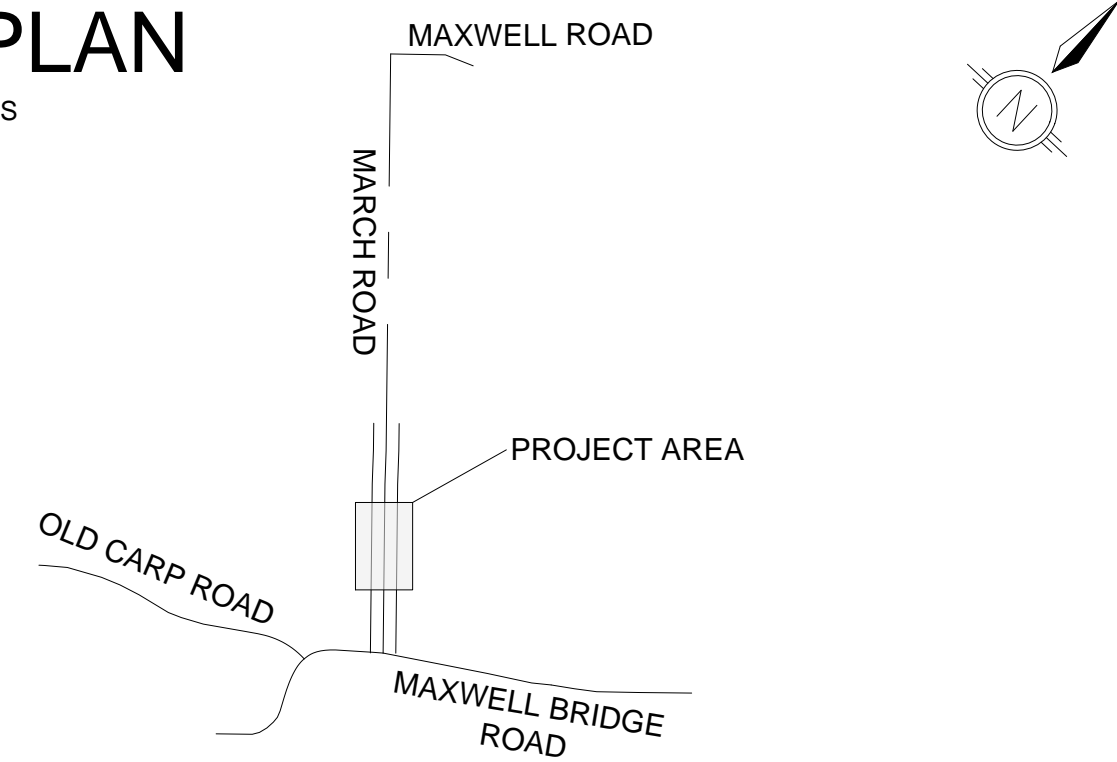 PLAN
S
MAXWELL ROAD
N
MARCH ROAD
PROJECT AREA
OLD CARP ROAD
MAXWELL BRIDGE
ROAD